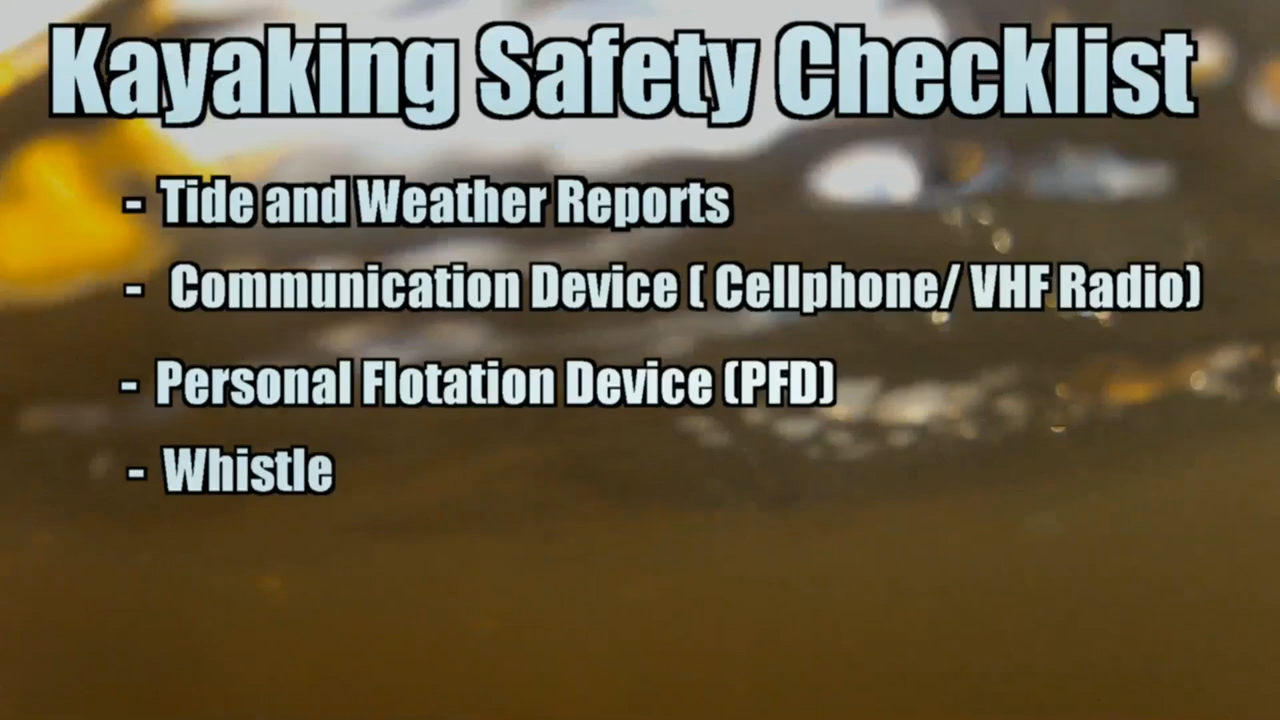 Kayaking Safety Checklist
- Tide and Weather Reports
- Communication Device ( Cellphone/ VHF Radio)
- Personal Flotation Device (PFD)
- Whistle